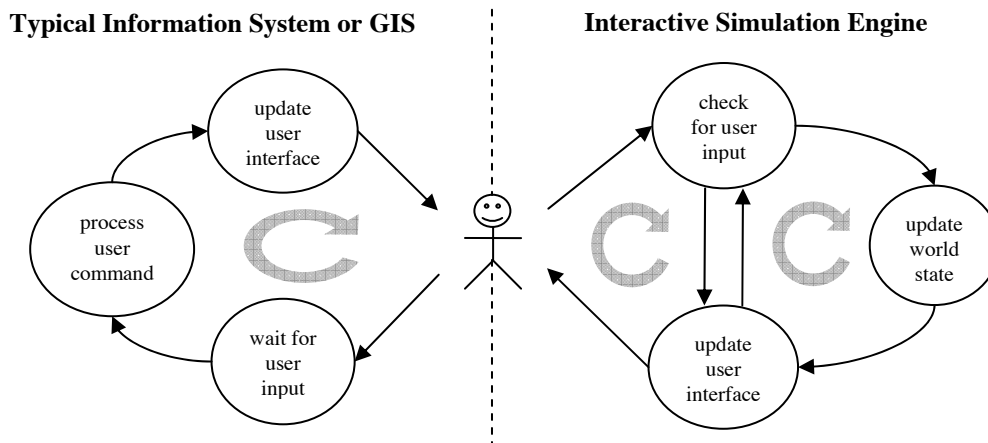 Typical Information System or GIS
update
user
interface
process
user
command
wait for
user
input
Interactive Simulation Engine
check
for user
input
update
world
state
update
user
interface